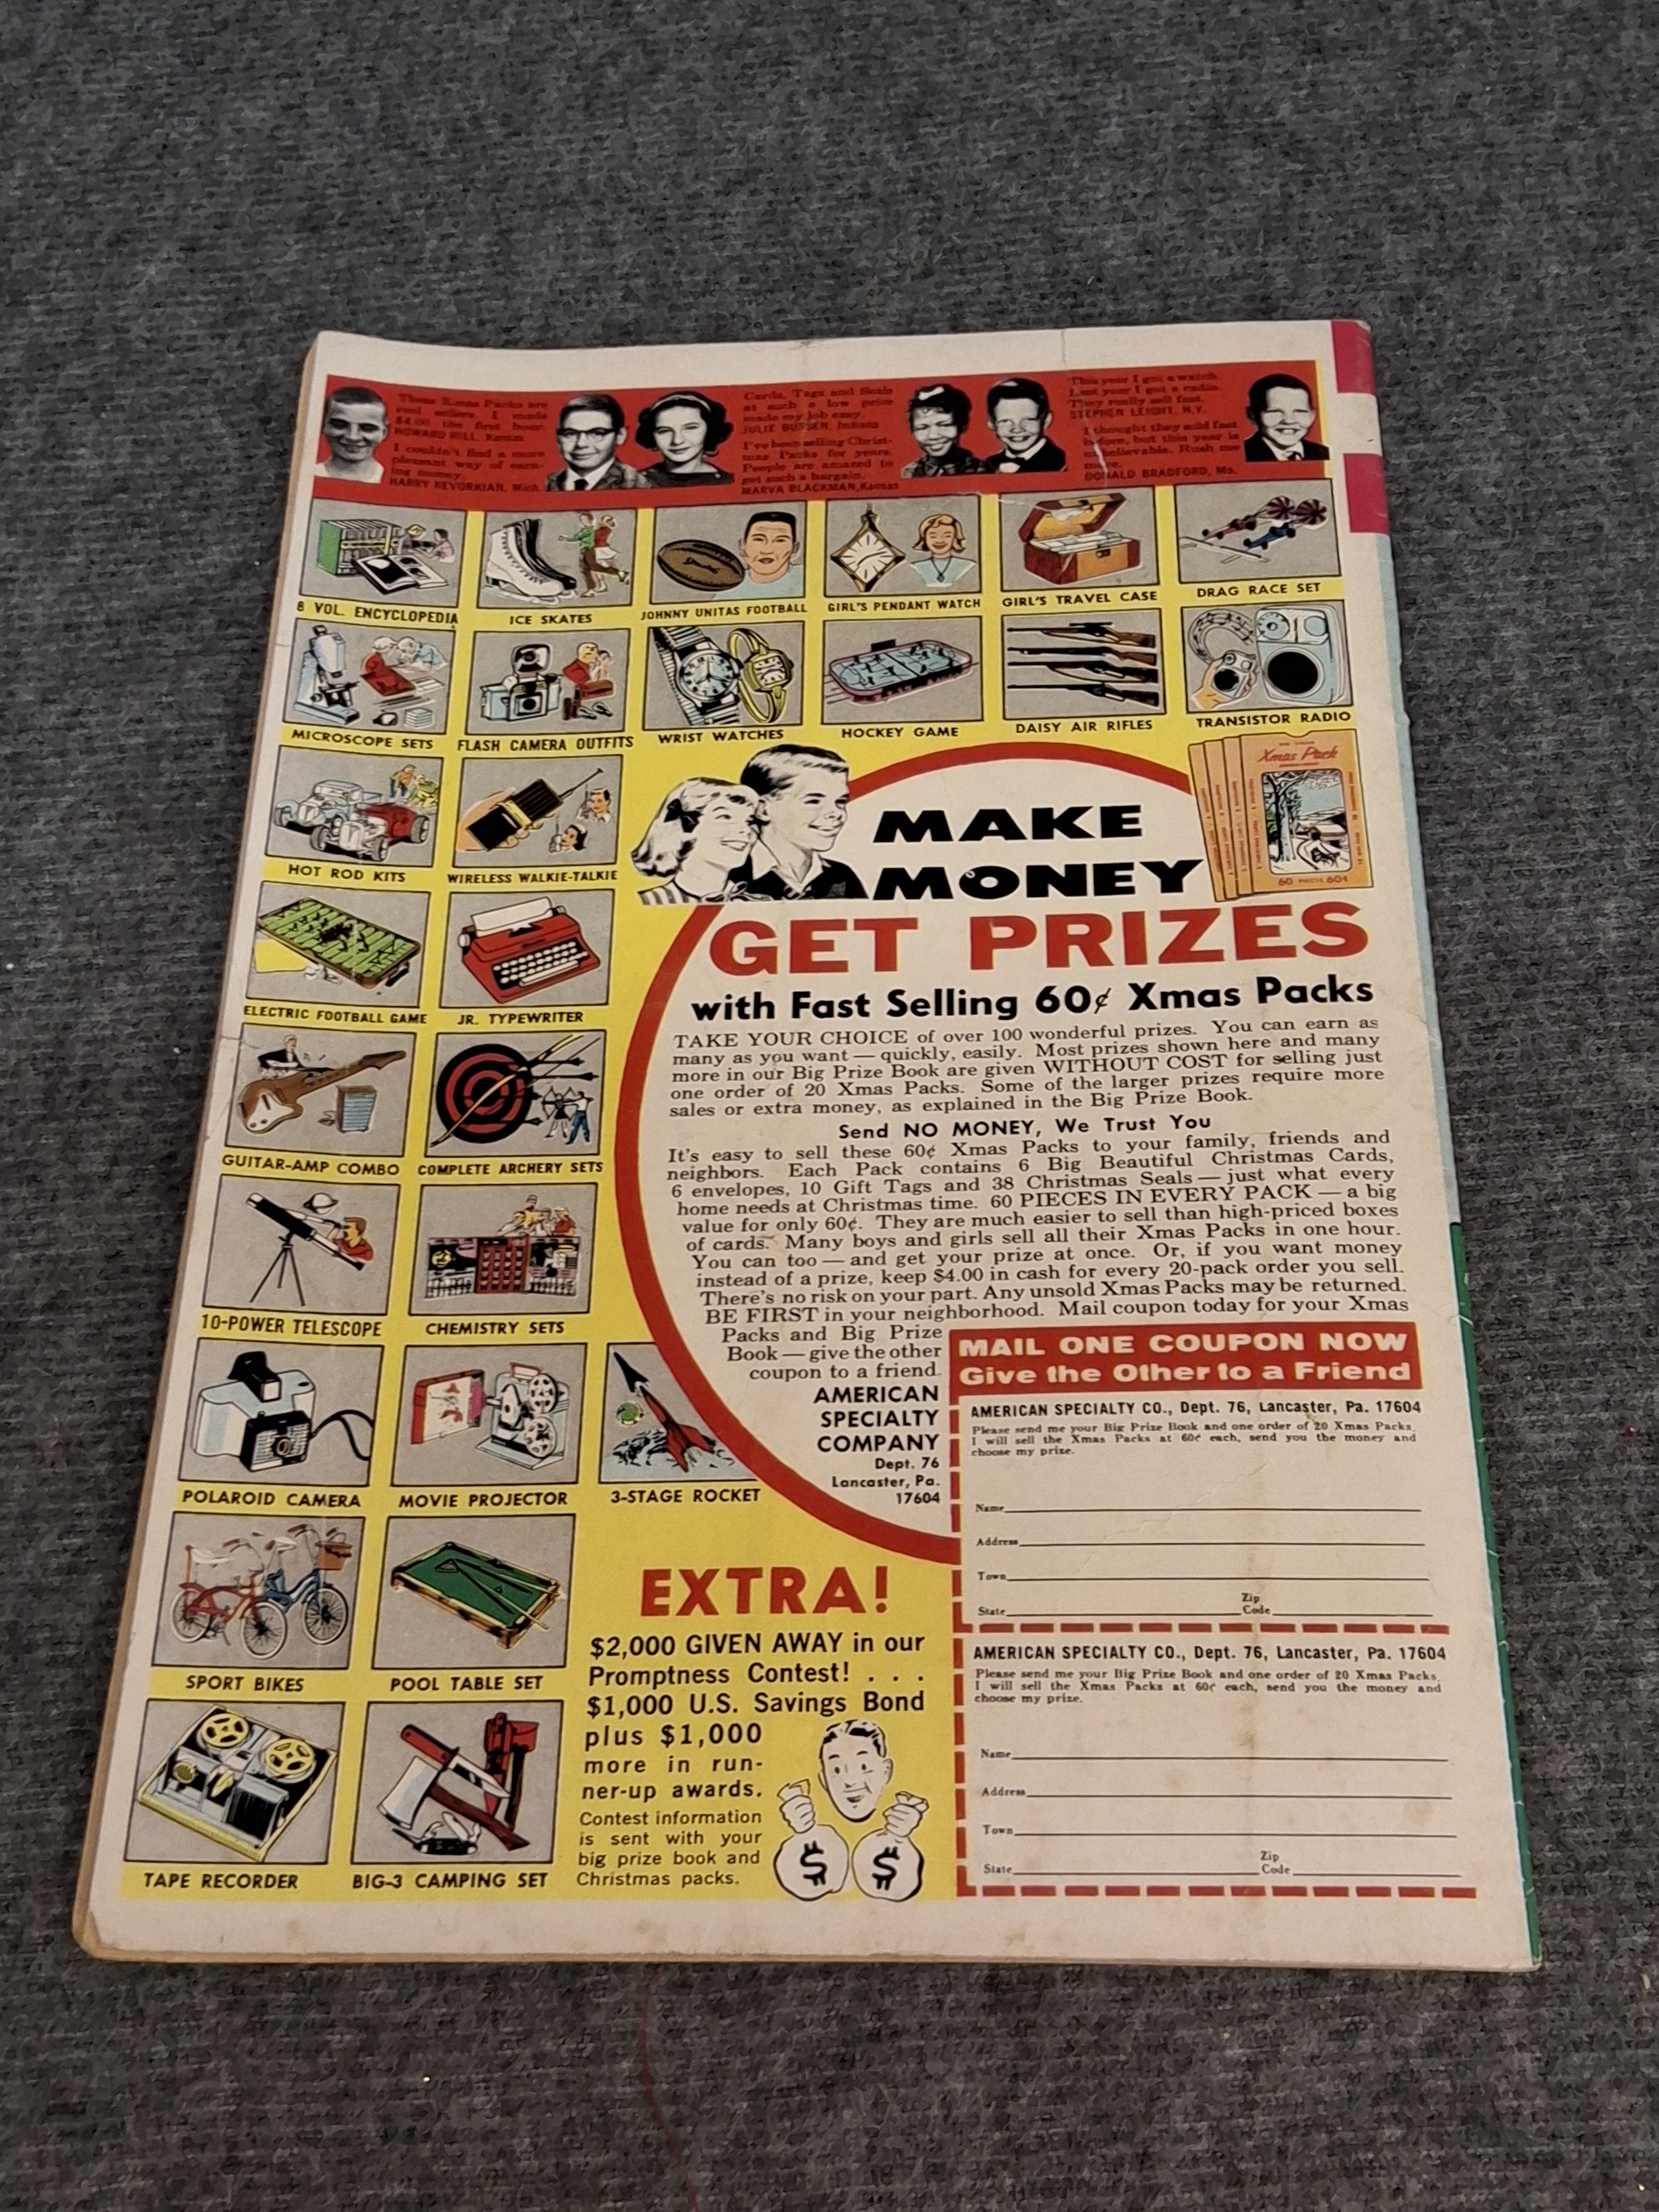 These Xmas Packs are
real sellers. I made
$4.00 the first hour.
HOWARD HILL, Kansas
I couldn't find a more
pleasant way of earn-
ing money.
HARRY KEVORKIAN, Mich.
Cards, Tags and Seals
at such a low price
made my job easy.
JULIE BUSSEN, Indiana
I've been selling Christ-
mas Packs for years.
People are amazed to
get such a bargain.
MARVA BLACKMAN, Kansas
This year I got a watch.
Last year I got a radio.
They really sell fast.
STEPHEN N.Y.
I thought they sold fast
before, but this year is
unbelievable. Rush me
more.
DONALD BRADFORD, Mo.
8 VOL. ENCYCLOPEDIA
ICE SKATES
JOHNNY UNITAS FOOTBALL
GIRL'S PENDANT WATCH
GIRL'S TRAVEL CASE
DRAG RACE SET
MICROSCOPE SETS
FLASH CAMERA OUTFITS
WRIST WATCHES
HOCKEY GAME
DAISY AIR RIFLES
TRANSISTOR RADIO
HOT ROD KITS
WIRELESS WALKIE-TALKIE
Xmas Pack
60 PIECES 60¢
ELECTRIC FOOTBALL GAME
JR. TYPEWRITER
GUITAR-AMP COMBO
COMPLETE ARCHERY SETS
10-POWER TELESCOPE
CHEMISTRY SETS
POLAROID CAMERA
MOVIE PROJECTOR
3-STAGE ROCKET
SPORT BIKES
POOL TABLE SET
TAPE RECORDER
BIG-3 CAMPING SET
MAKE
MONEY
GET PRIZES
with Fast Selling 60¢ Xmas Packs
TAKE YOUR CHOICE of over 100 wonderful prizes. You can earn as
many as you want — quickly, easily. Most prizes shown here and many
more in our Big Prize Book are given WITHOUT COST for selling just
one order of 20 Xmas Packs. Some of the larger prizes require more
sales or extra money, as explained in the Big Prize Book.
Send NO MONEY, We Trust You
It's easy to sell these 60¢ Xmas Packs to your family, friends and
neighbors. Each Pack contains 6 Big Beautiful Christmas Cards,
6 envelopes, 10 Gift Tags and 38 Christmas Seals — just what every
home needs at Christmas time. 60 PIECES IN EVERY PACK — a big
value for only 60¢. They are much easier to sell than high-priced boxes
of cards. Many boys and girls sell all their Xmas Packs in one hour.
You can too — and get your prize at once. Or, if you want money
instead of a prize, keep $4.00 in cash for every 20-pack order you sell.
There's no risk on your part. Any unsold Xmas Packs may be returned.
BE FIRST in your neighborhood. Mail coupon today for your Xmas
Packs and Big Prize
Book — give the other
coupon to a friend.
AMERICAN
SPECIALTY
COMPANY
Dept. 76
Lancaster, Pa.
17604
EXTRA!
$2,000 GIVEN AWAY in our
Promptness Contest! . . .
$1,000 U.S. Savings Bond
plus $1,000
more in run-
ner-up awards.
Contest information
is sent with your
big prize book and
Christmas packs.
$ $
MAIL ONE COUPON NOW
Give the Other to a Friend
AMERICAN SPECIALTY CO., Dept. 76, Lancaster, Pa. 17604
Please send me your Big Prize Book and one order of 20 Xmas Packs.
I will sell the Xmas Packs at 60¢ each, send you the money and
choose my prize.
Name
Address
Town
State Zip Code
AMERICAN SPECIALTY CO., Dept. 76, Lancaster, Pa. 17604
Please send me your Big Prize Book and one order of 20 Xmas Packs.
I will sell the Xmas Packs at 60¢ each, send you the money and
choose my prize.
Name
Address
Town
State Zip Code